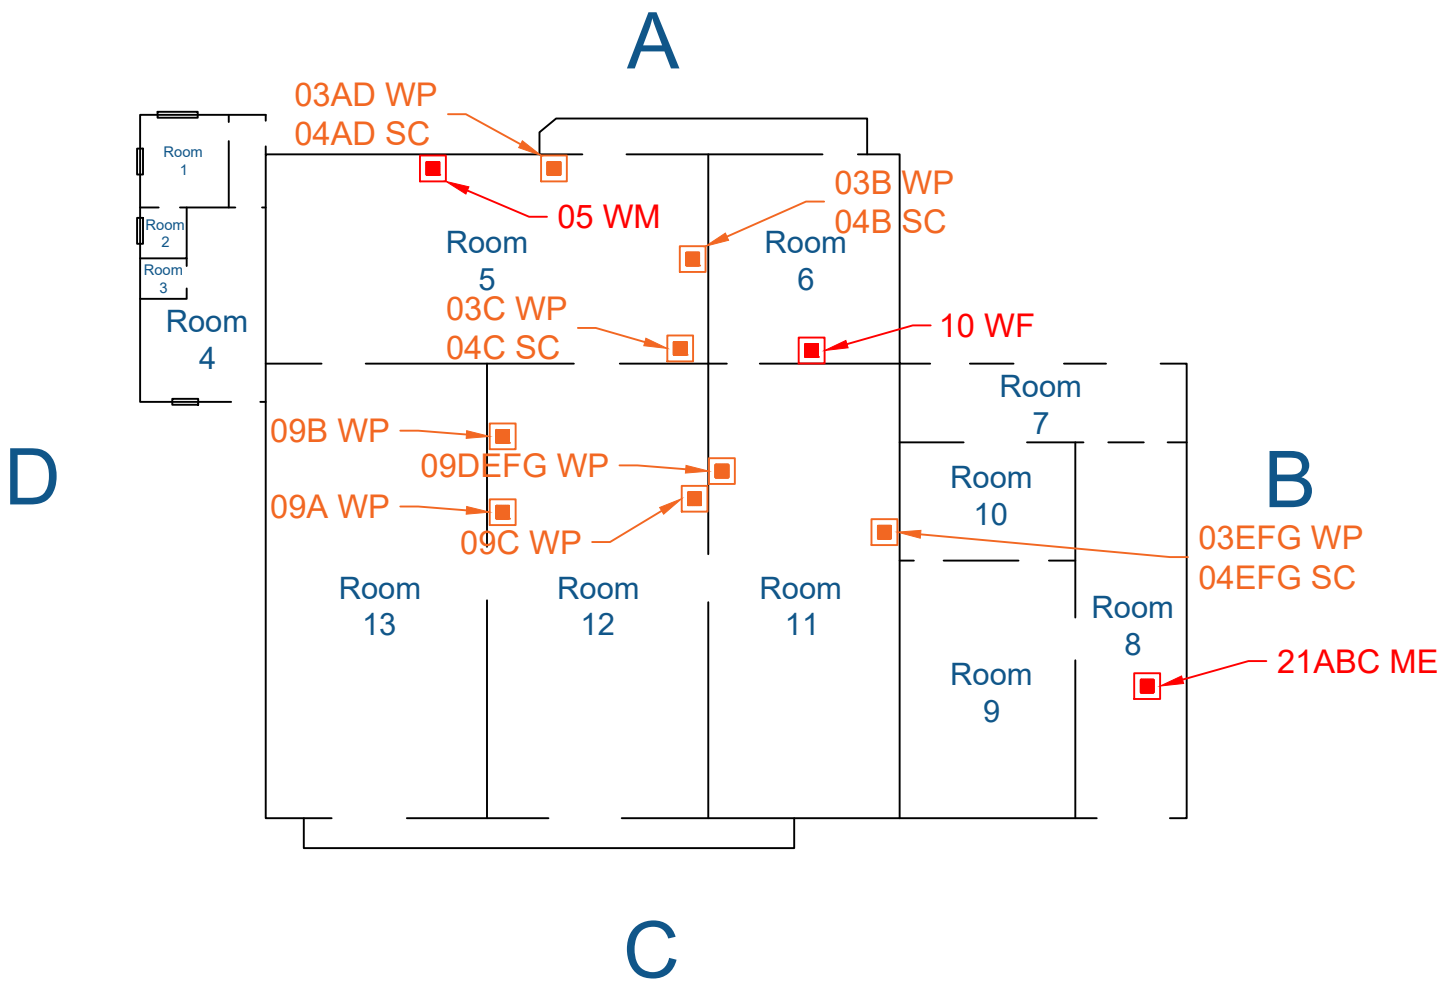 A
03AD WP
04AD SC
Room
1
03B WP
04B SC
05 WM
Room
2
Room
5
Room
6
Room
3
03C WP
04C SC
Room
4
10 WF
Room
7
09B WP
09DEFG WP
D
B
Room
10
09A WP
09C WP
03EFG WP
04EFG SC
Room
13
Room
12
Room
11
Room
8
21ABC ME
Room
9
C